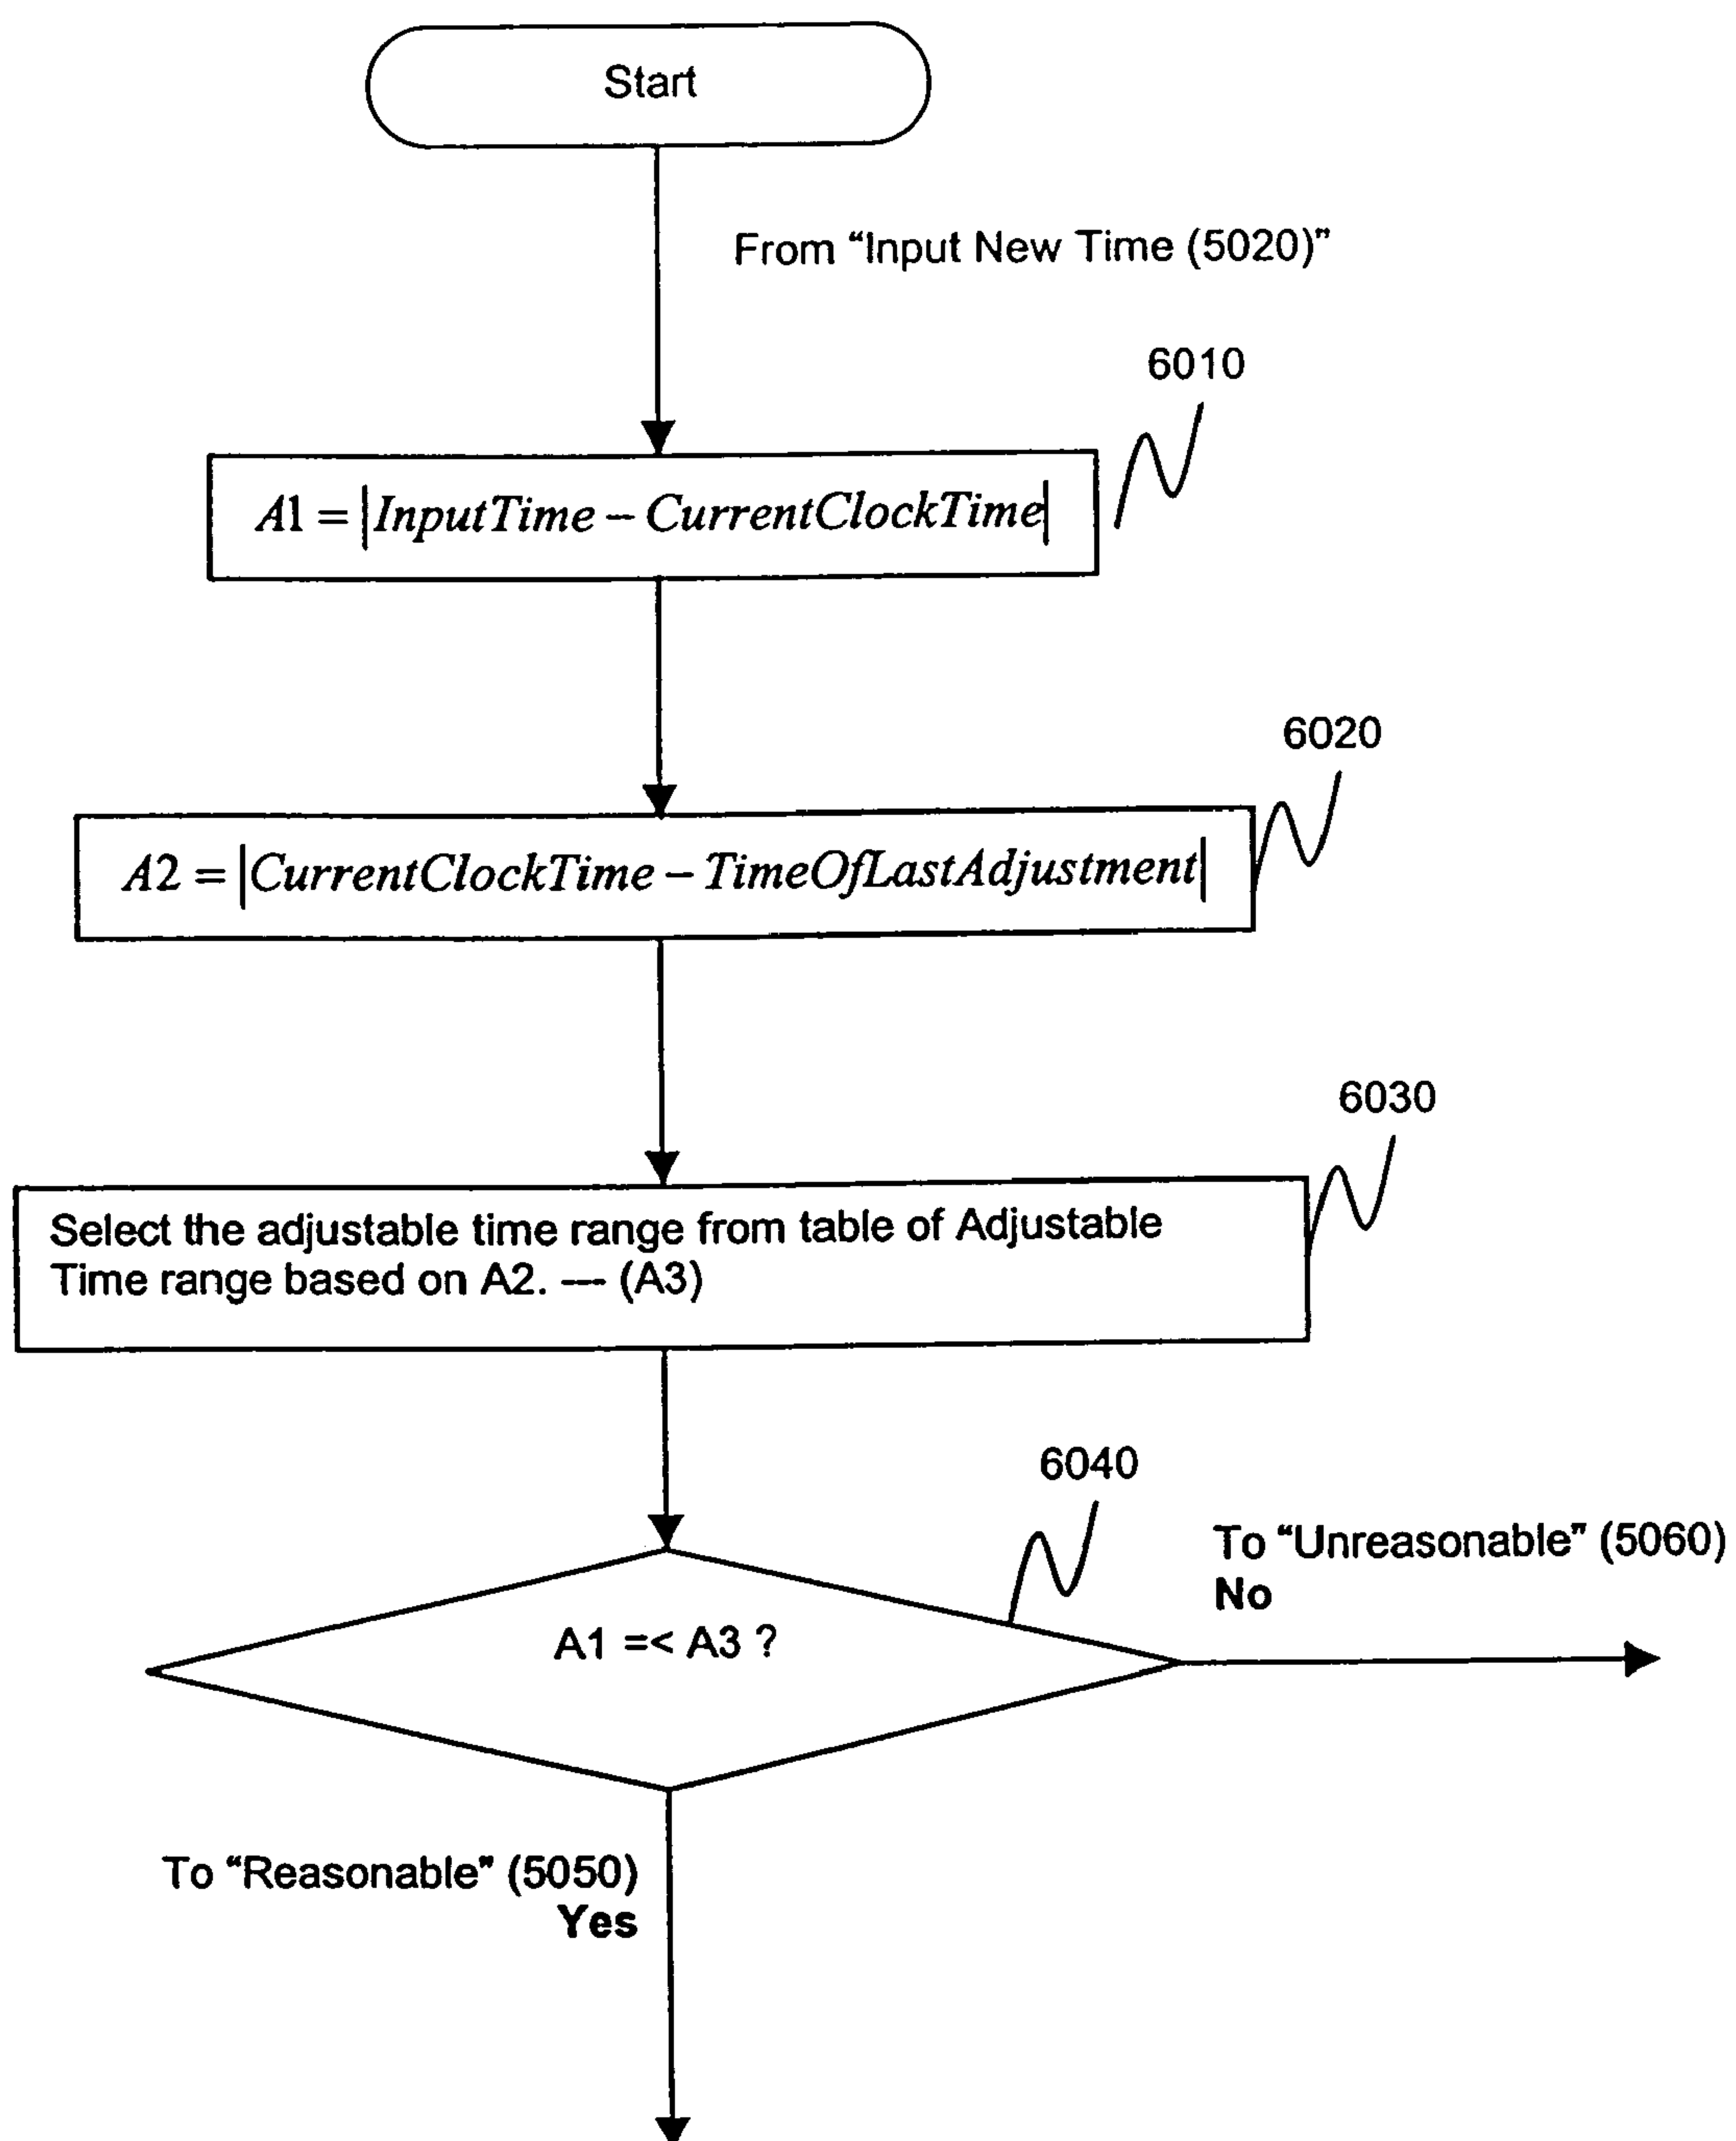 Start
From “Input New Time (5020)”
6010
A1 = |InputTime – CurrentClockTime|
6020
A2 = |CurrentClockTime – TimeOfLastAdjustment|
6030
Select the adjustable time range from table of Adjustable
Time range based on A2. --- (A3)
6040
To “Unreasonable” (5060)
No
A1 =< A3 ?
To “Reasonable” (5050)
Yes